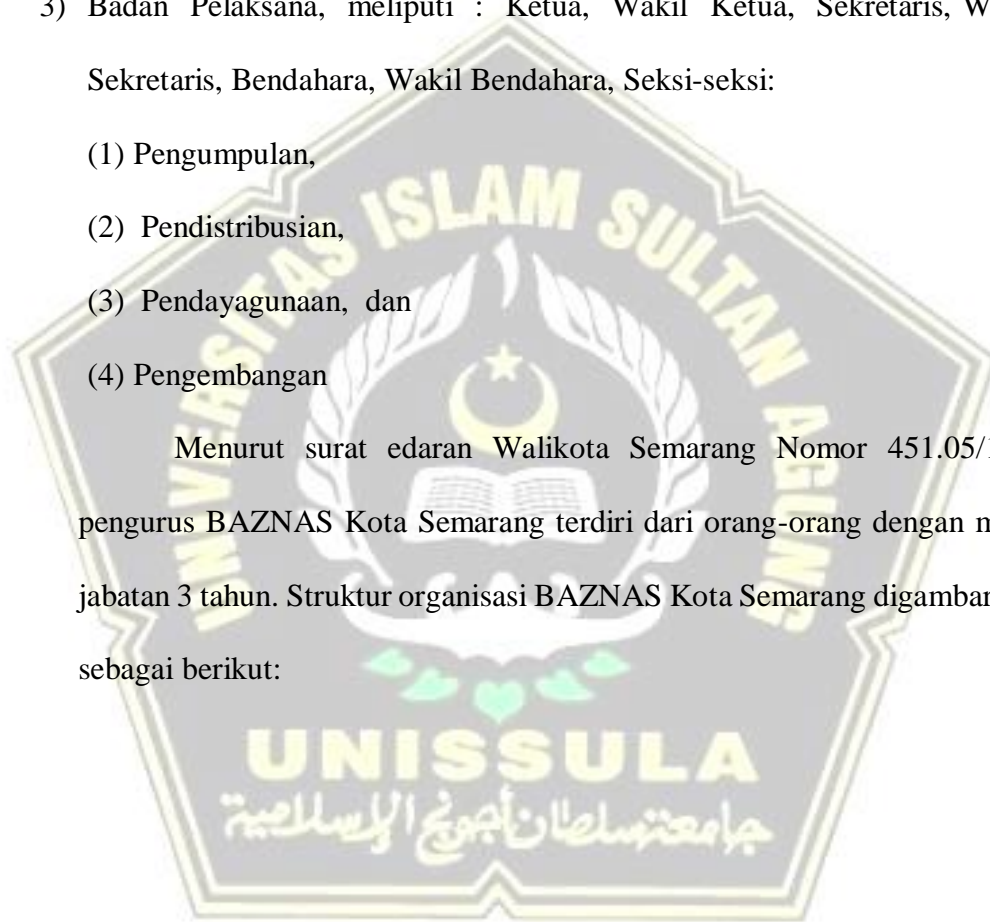 3) Badan Pelaksana, meliputi : Ketua, Wakil Ketua, Sekretaris,
Sekretaris, Bendahara, Wakil Bendahara, Seksi-seksi:
(1) Pengumpulan,
(2) Pendistribusian,
(3) Pendayagunaan, dan
(4) Pengembangan
Menurut surat edaran Walikota Semarang Nomor 451.05/
pengurus BAZNAS Kota Semarang terdiri dari orang-orang dengan
jabatan 3 tahun. Struktur organisasi BAZNAS Kota Semarang digambar
sebagai berikut:
UNIVERSITAS ISLAM SULTAN AGUNG
UNISSULA
جامعة سلطان أجونج الإسلامية